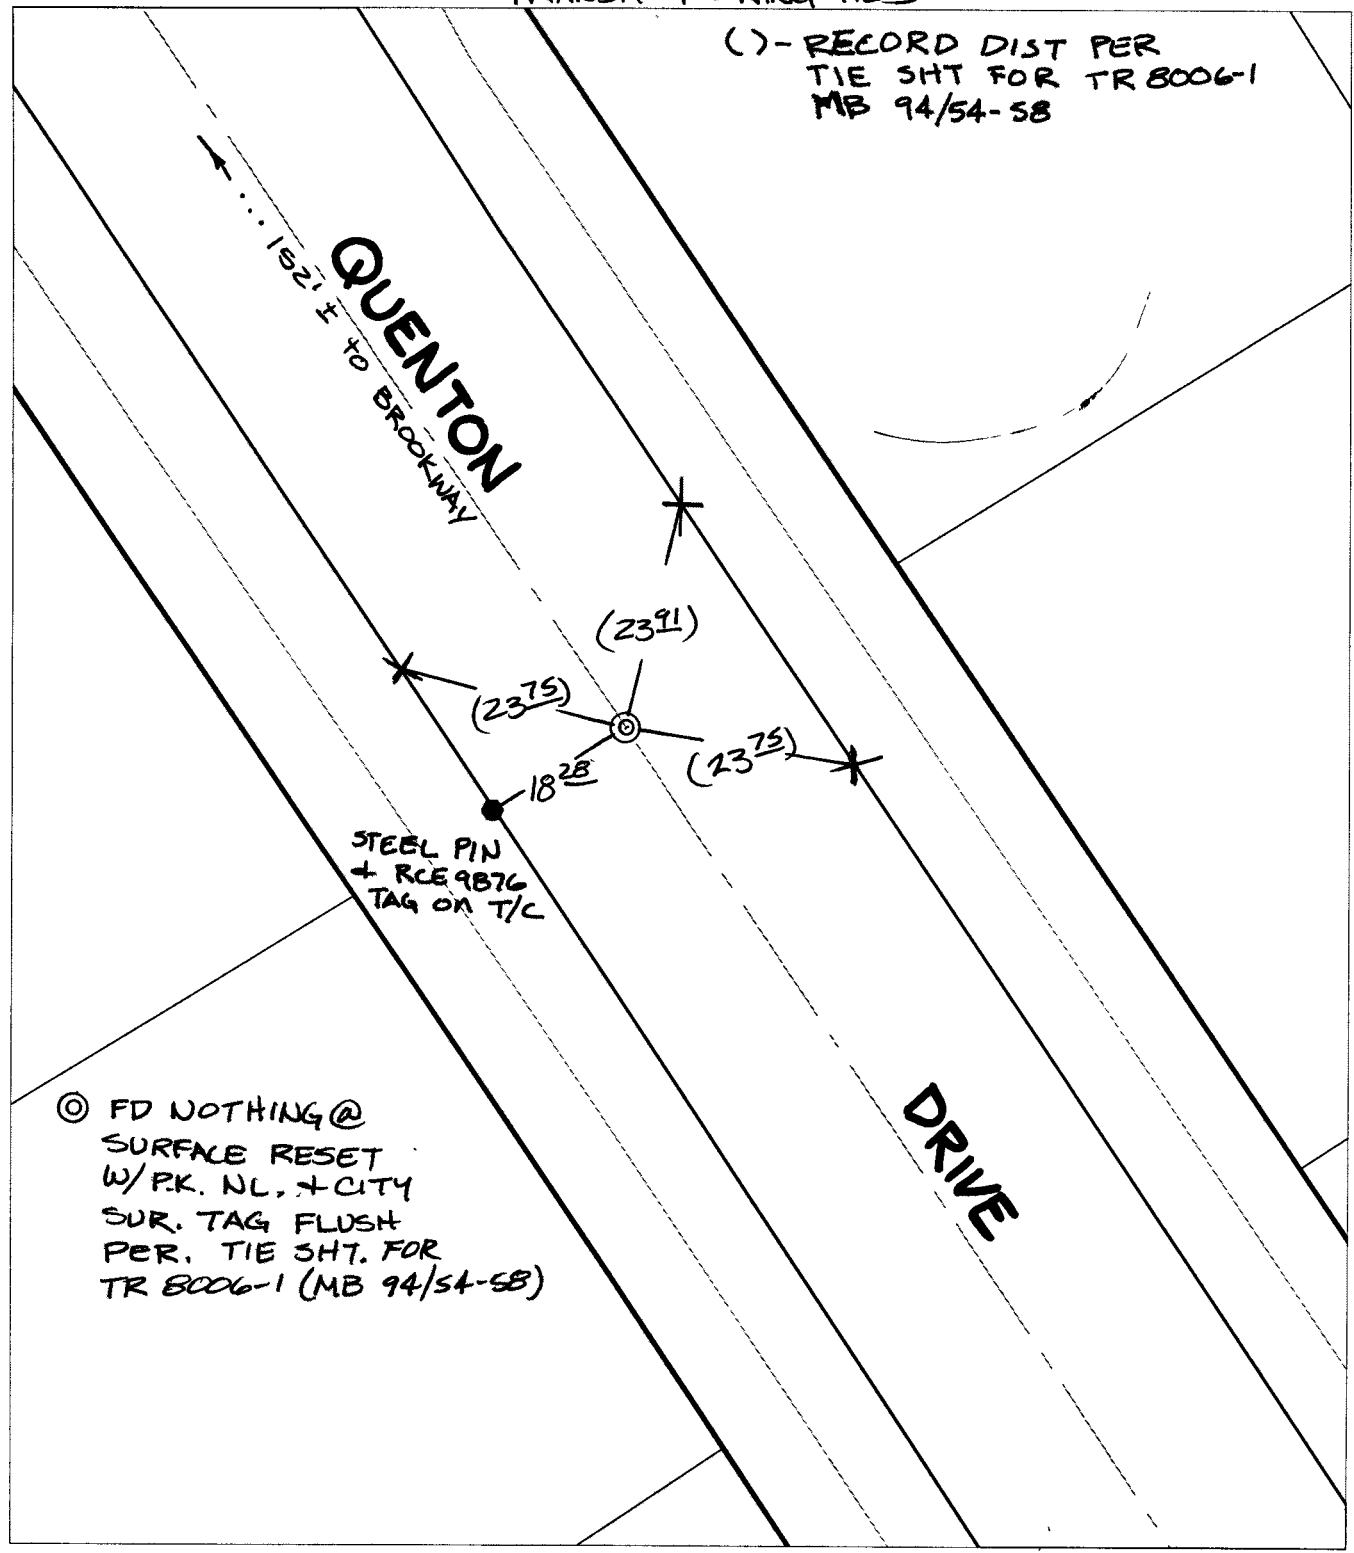 ( ) - RECORD DIST PER
TIE SHT FOR TR 8006-1
MB 94/54-58
QUENTON
152' ± TO BROOKWAY
(23 91)
(23 75)
(23 75)
18 28
STEEL PIN
+ RCE 9876
TAG ON T/C
DRIVE
FD NOTHING @
SURFACE RESET
W/ P.K. NL. + CITY
SUR. TAG FLUSH
PER. TIE SHT. FOR
TR 8006-1 (MB 94/54-58)